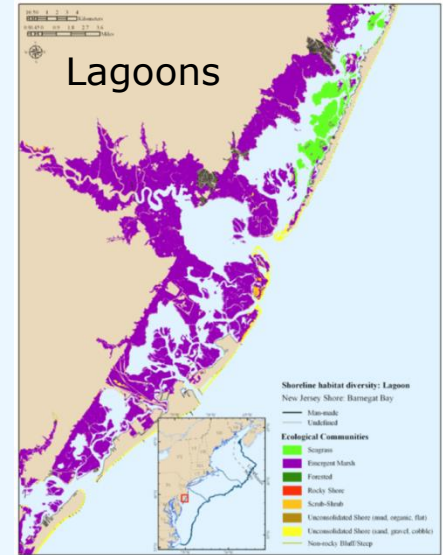 Kilometers
Miles
Lagoons
Shoreline habitat diversity: Lagoon
New Jersey Shore: Barnegat Bay
Man-made
Undefined
Ecological Communities
Seagrass
Emergent Marsh
Forested
Rocky Shore
Scrub-Shrub
Unconsolidated Shore (mud, organic, flat)
Unconsolidated Shore (sand, gravel, cobble)
Non-rocky Bluff/Steep